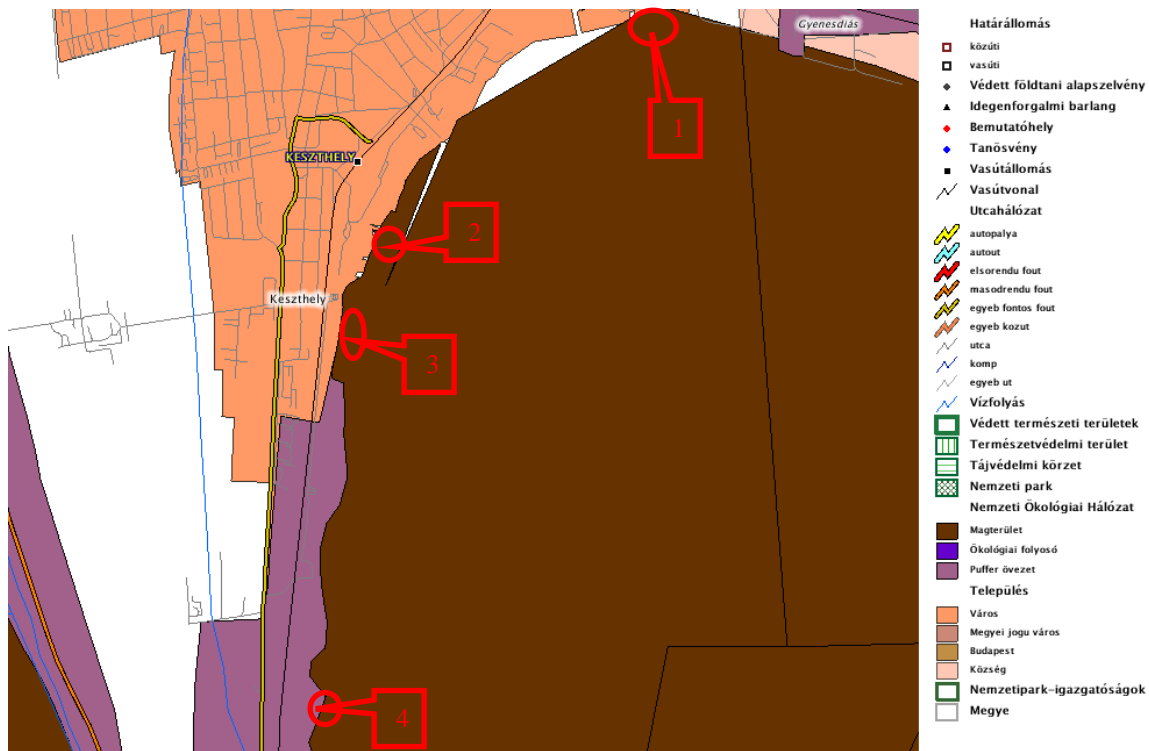 Gyenesdiás
1
KESZTHELY
2
Keszthely
3
4
Határállomás
közúti
vasúti
Védett földtani alapszelvény
Idegenforgalmi barlang
Bemutatóhely
Tanösvény
Vasútállomás
Vasútvonal
Utcahálózat
autopalya
autout
elsorendu fout
masodrendu fout
egyeb fontos fout
egyeb kozut
utca
komp
egyeb ut
Vízfolyás
Védett természeti területek
Természetvédelmi terület
Tájvédelmi körzet
Nemzeti park
Nemzeti Ökológiai Hálózat
Magterület
Ökológiai folyosó
Puffer övezet
Település
Város
Megyei jogu város
Budapest
Község
Nemzetipark-igazgatóságok
Megye